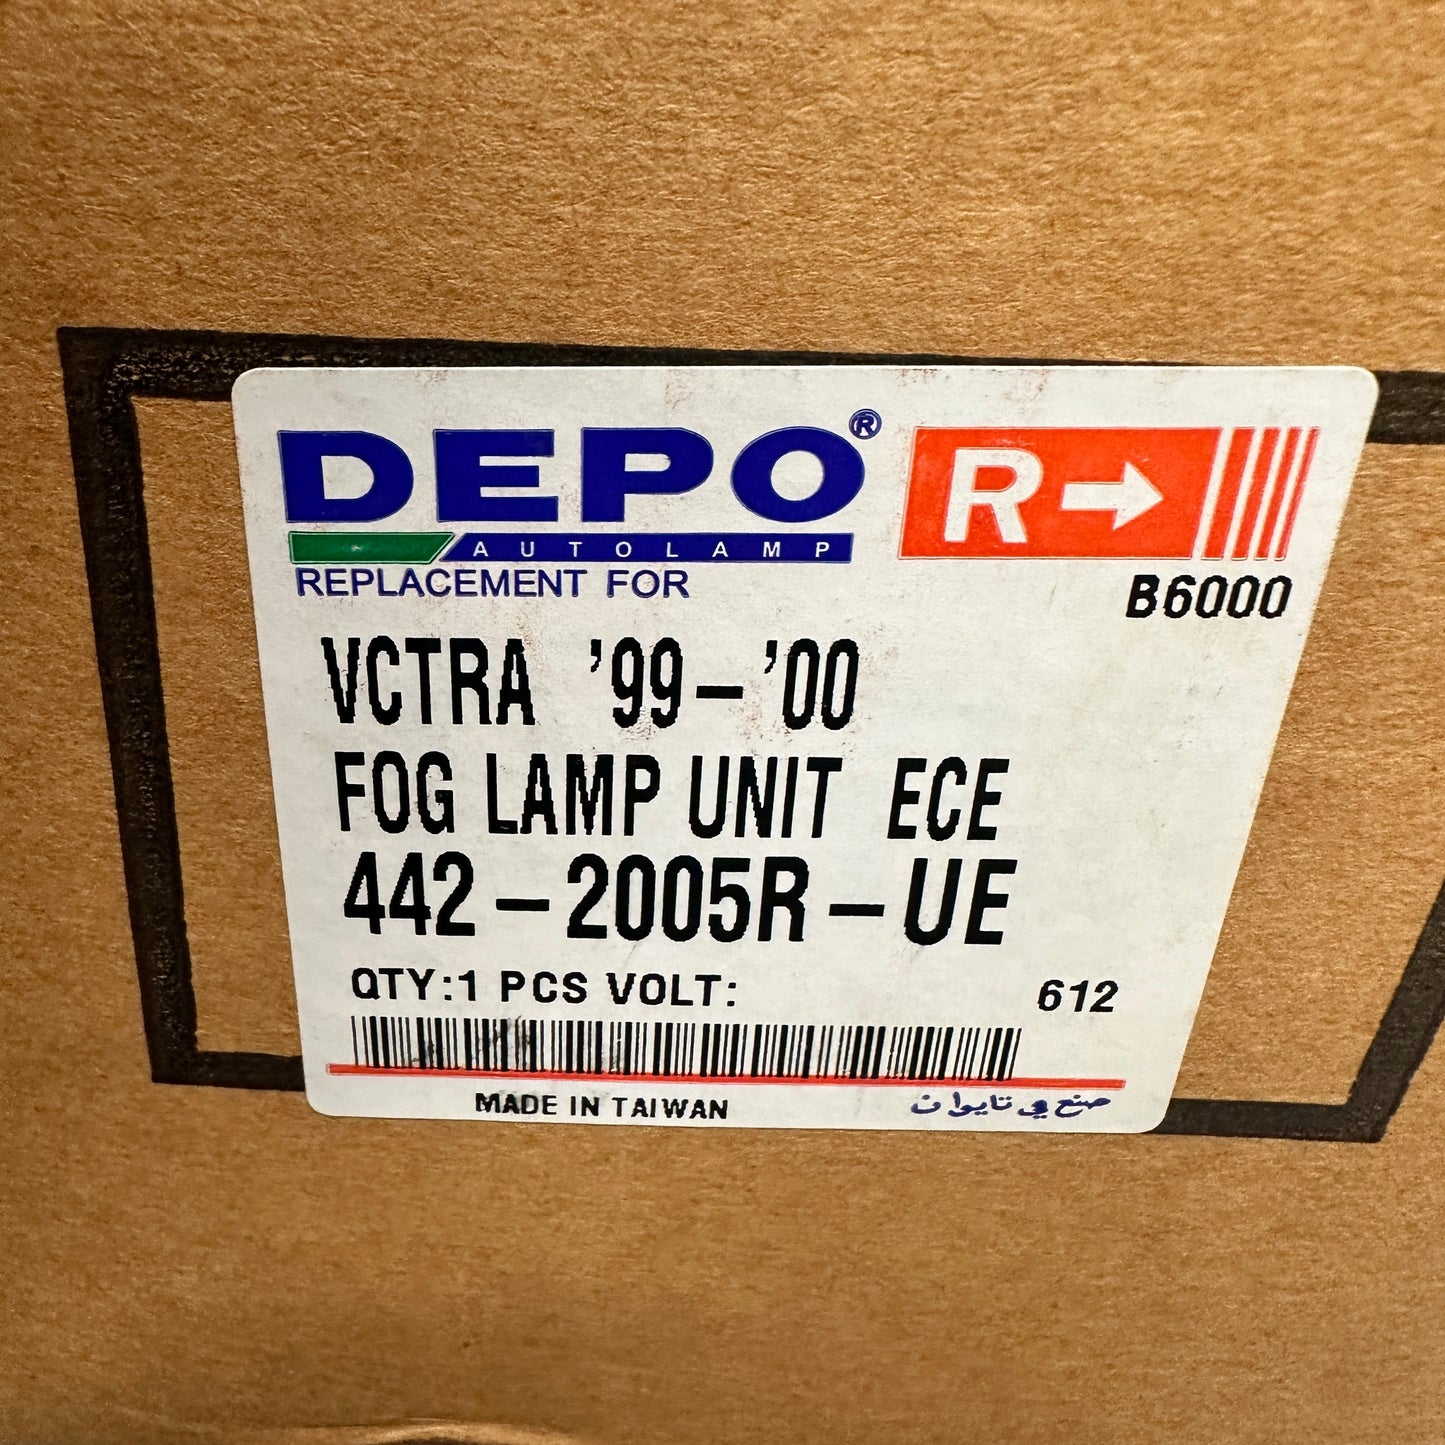 DEPO®
AUTOLAMP
REPLACEMENT FOR
R
B6000
VCTRA '99-'00
FOG LAMP UNIT ECE
442-2005R-UE
QTY:1 PCS VOLT:
612
MADE IN TAIWAN
صنع في تايوان